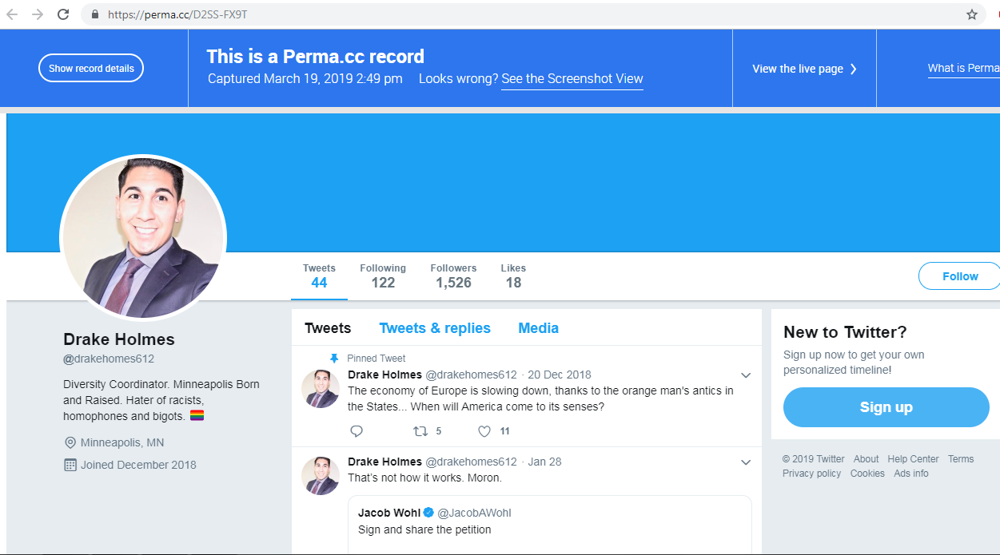 https://perma.cc/D2SS-FX9T
Show record details
This is a Perma.cc record
Captured March 19, 2019 2:49 pm Looks wrong? See the Screenshot View
View the live page
What is Perma
Tweets Following Followers Likes
44 122 1,526 18
Follow
Drake Holmes
@drakehomes612
Diversity Coordinator. Minneapolis Born
and Raised. Hater of racists,
homophones and bigots.
Minneapolis, MN
Joined December 2018
Tweets Tweets & replies Media
Pinned Tweet
Drake Holmes @drakehomes612 · 20 Dec 2018
The economy of Europe is slowing down, thanks to the orange man's antics in
the States... When will America come to its senses?
5 11
Drake Holmes @drakehomes612 · Jan 28
That's not how it works. Moron.
Jacob Wohl @JacobAWohl
Sign and share the petition
New to Twitter?
Sign up now to get your own
personalized timeline!
Sign up
© 2019 Twitter About Help Center Terms
Privacy policy Cookies Ads info